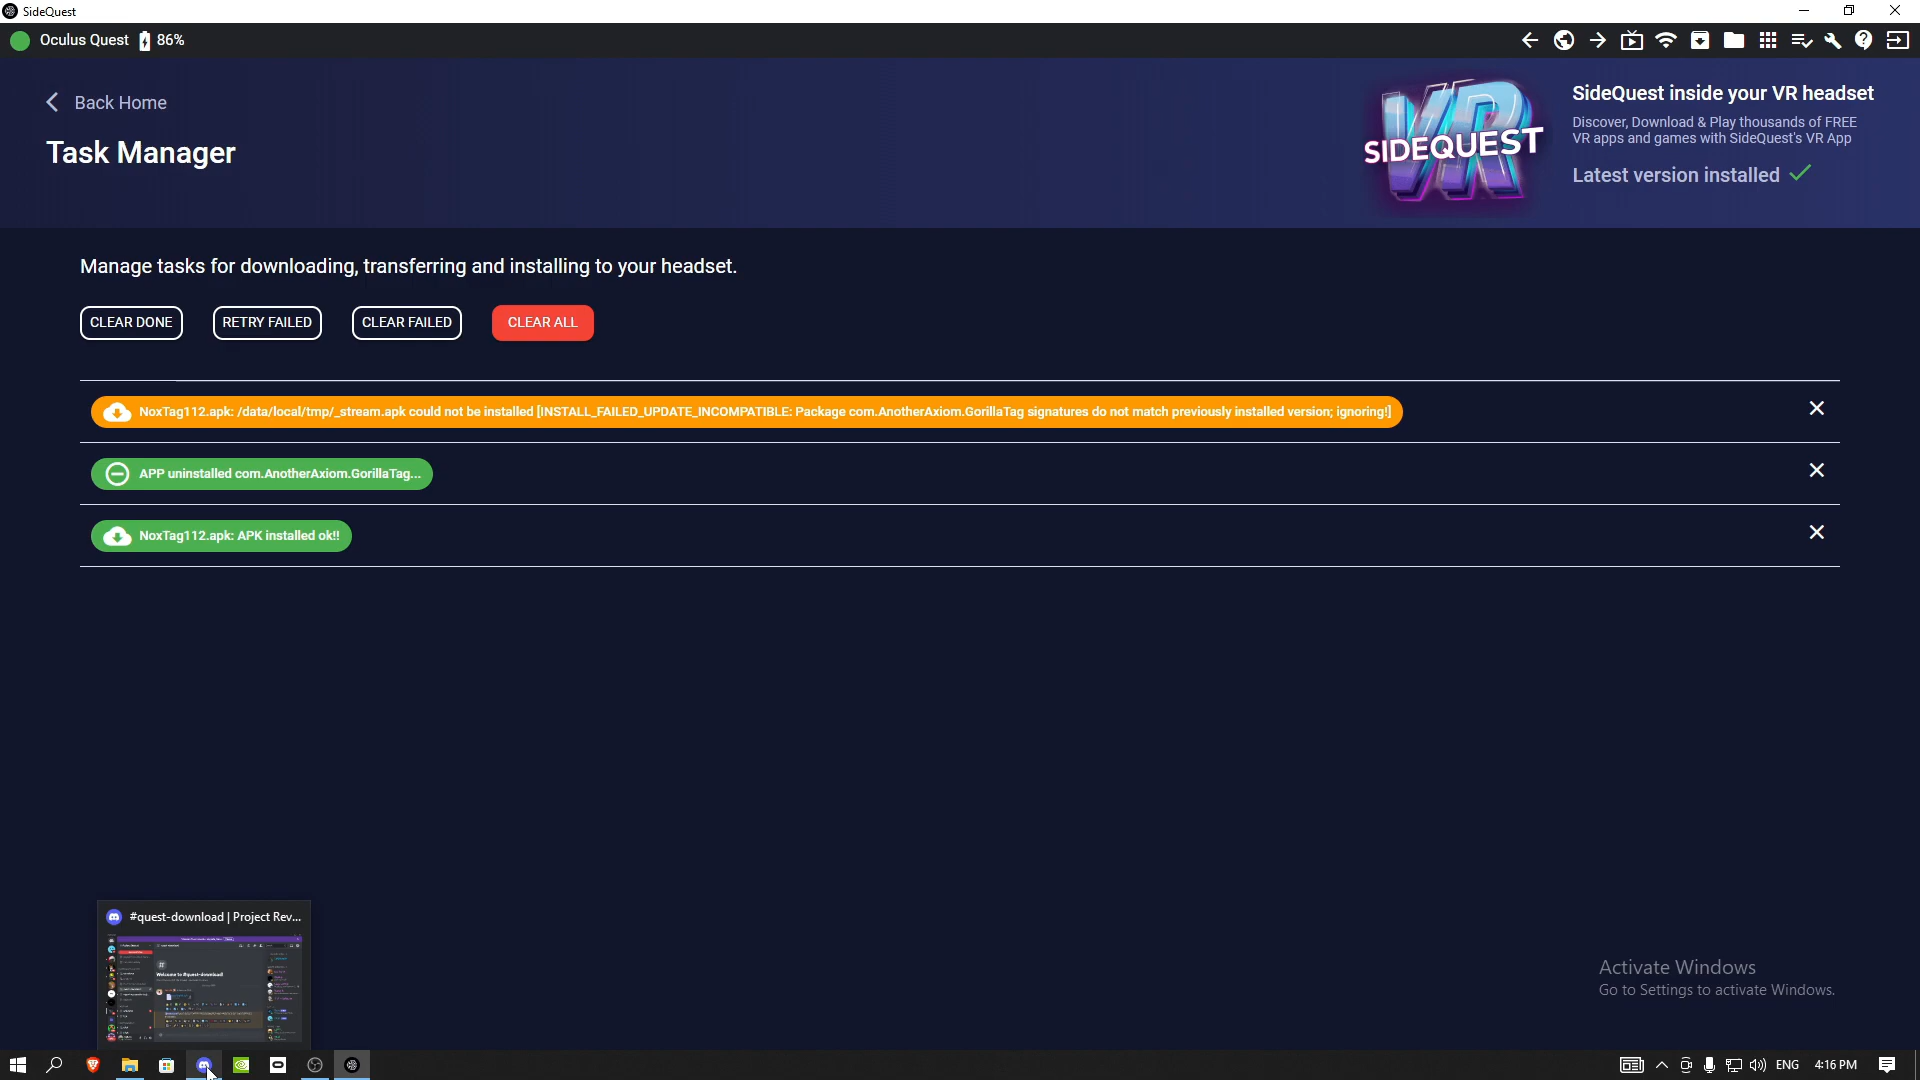 SideQuest
Oculus Quest 86%
Back Home
Task Manager
VR
SIDEQUEST
SideQuest inside your VR headset
Discover, Download & Play thousands of FREE
VR apps and games with SideQuest's VR App
Latest version installed
Manage tasks for downloading, transferring and installing to your headset.
CLEAR DONE
RETRY FAILED
CLEAR FAILED
CLEAR ALL
NoxTag112.apk: /data/local/tmp/_stream.apk could not be installed [INSTALL_FAILED_UPDATE_INCOMPATIBLE: Package com.AnotherAxiom.GorillaTag signatures do not match previously installed version; ignoring!]
APP uninstalled com.AnotherAxiom.GorillaTag...
NoxTag112.apk: APK installed ok!!
#quest-download | Project Rev...
Welcome to #quest-download!
Activate Windows
Go to Settings to activate Windows.
ENG
4:16 PM